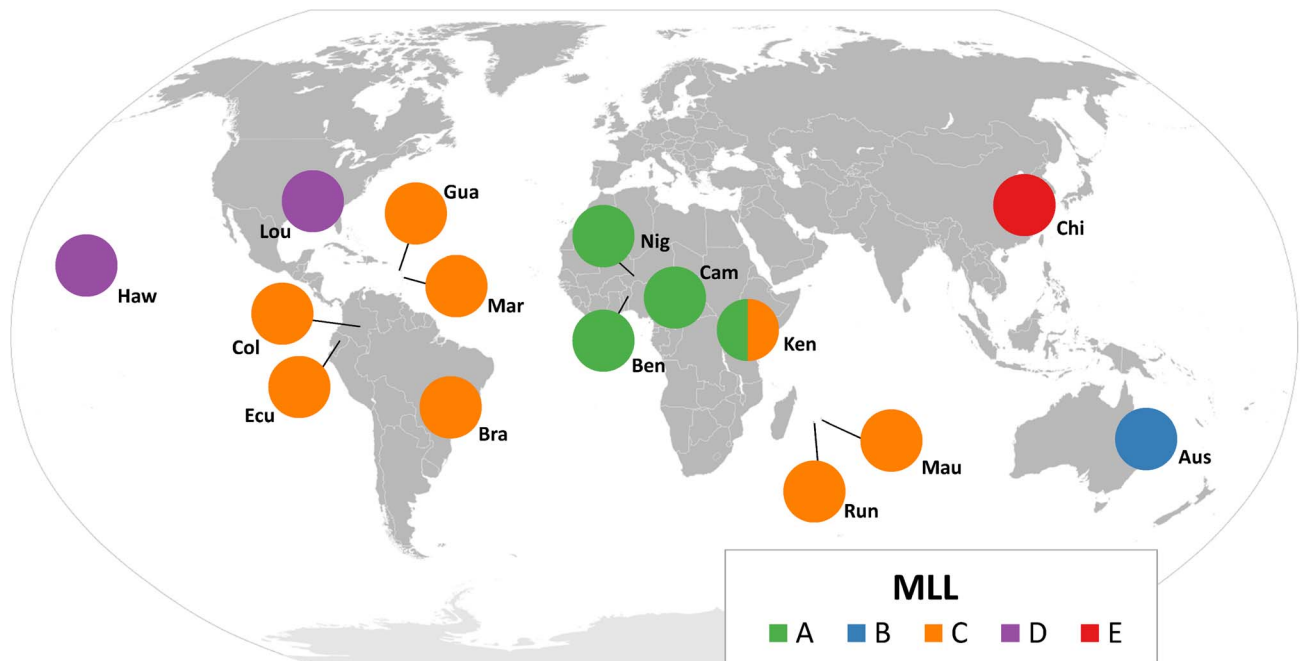 Gua
Lou
Chi
Nig
Cam
Haw
Mar
Col
Ken
Ben
Ecu
Bra
Aus
Mau
Run
MLL
A B C D E